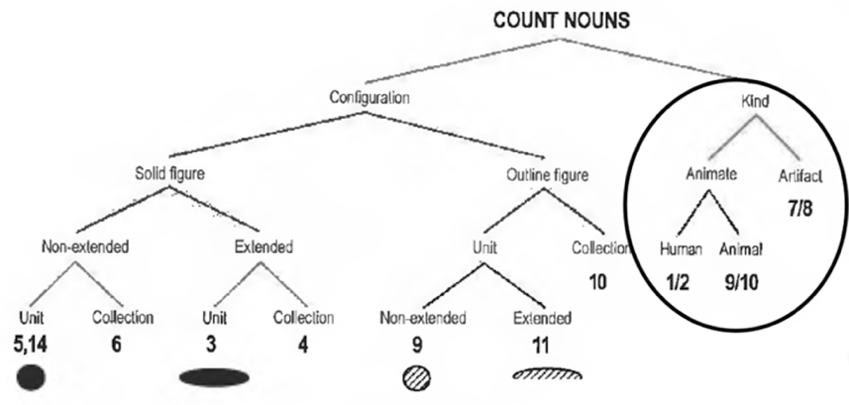 COUNT NOUNS
Configuration Kind
Solid figure Outline figure Animate Artifact
7/8
Non-extended Extended Unit Collection Human Animal
10 1/2 9/10
Unit Collection Unit Collection Non-extended Extended
5,14 6 3 4 9 11